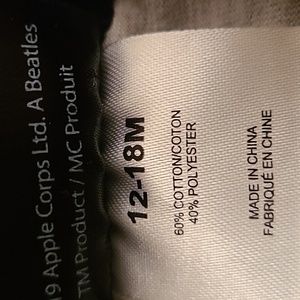 9 Apple Corps Ltd. A Beatles
TM Product / MC Produit
12-18M
60% COTTON/COTON
40% POLYESTER
MADE IN CHINA
FABRIQUÉ EN CHINE